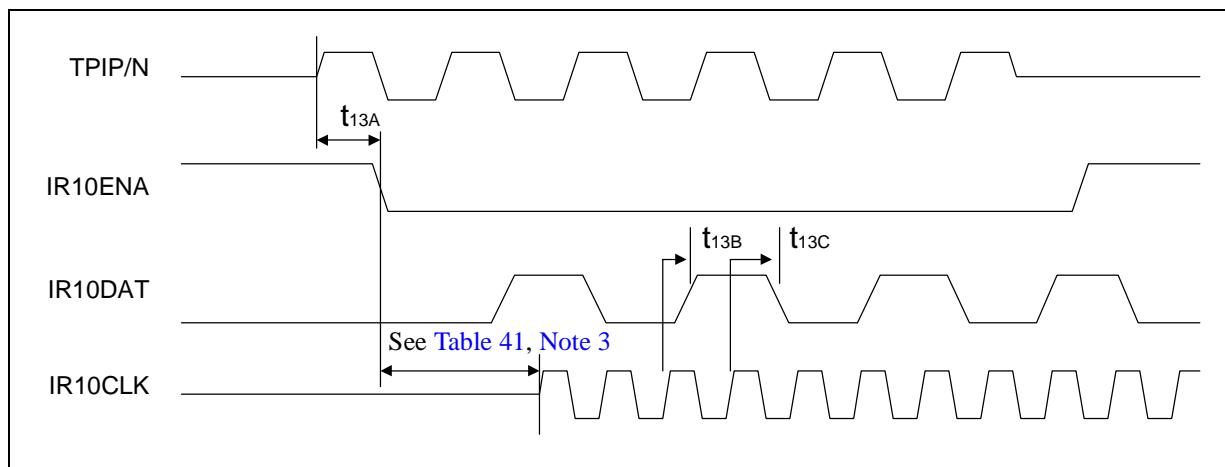 TPIP/N
t13A
IR10ENA
t13B
t13C
IR10DAT
See Table 41, Note 3
IR10CLK